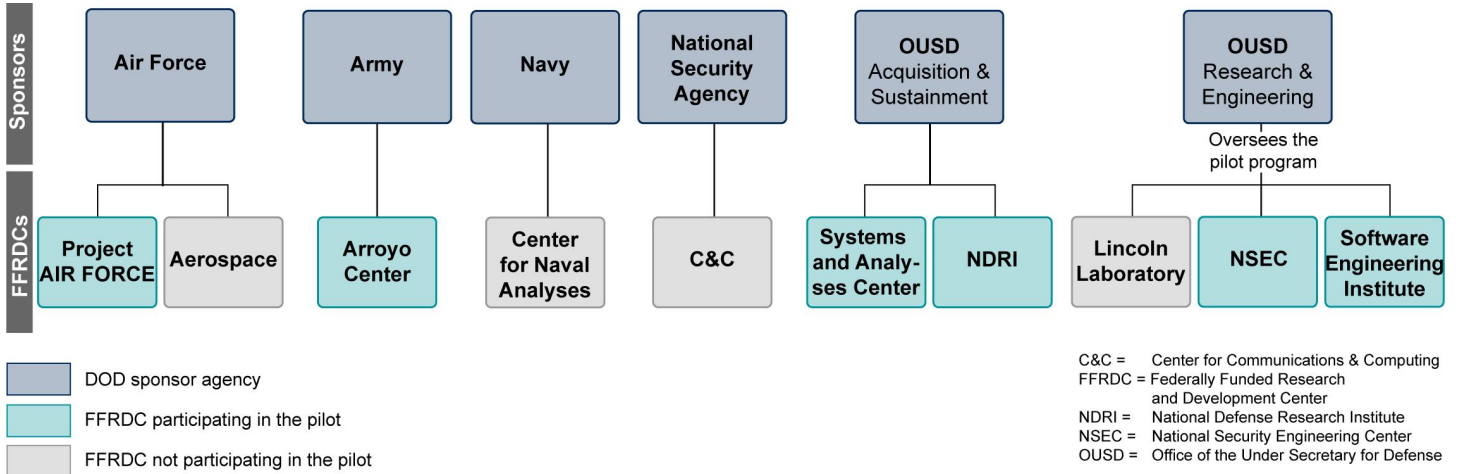 Sponsors
Air Force
Army
Navy
National
Security
Agency
OUSD
Acquisition &
Sustainment
OUSD
Research &
Engineering
Oversees the
pilot program
FFRDCs
Project
AIR FORCE
Aerospace
Arroyo
Center
Center
for Naval
Analyses
C&C
Systems
and Analy-
ses Center
NDRI
Lincoln
Laboratory
NSEC
Software
Engineering
Institute
DOD sponsor agency
FFRDC participating in the pilot
FFRDC not participating in the pilot
C&C = Center for Communications & Computing
FFRDC = Federally Funded Research
and Development Center
NDRI = National Defense Research Institute
NSEC = National Security Engineering Center
OUSD = Office of the Under Secretary for Defense